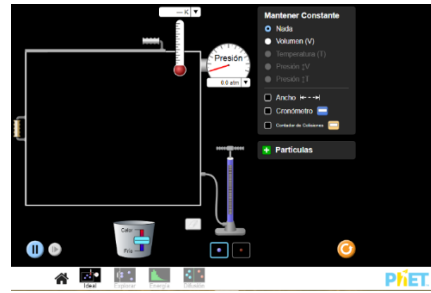 — K
Mantener Constante
Nada
Volumen (V)
Temperatura (T)
Presión ↕V
Presión ↕T
Ancho
Cronómetro
Contador de Colisiones
Presión
0.0 atm
Partículas
Calor
Frío
Ideal
Explorar
Energía
Difusión
PhET